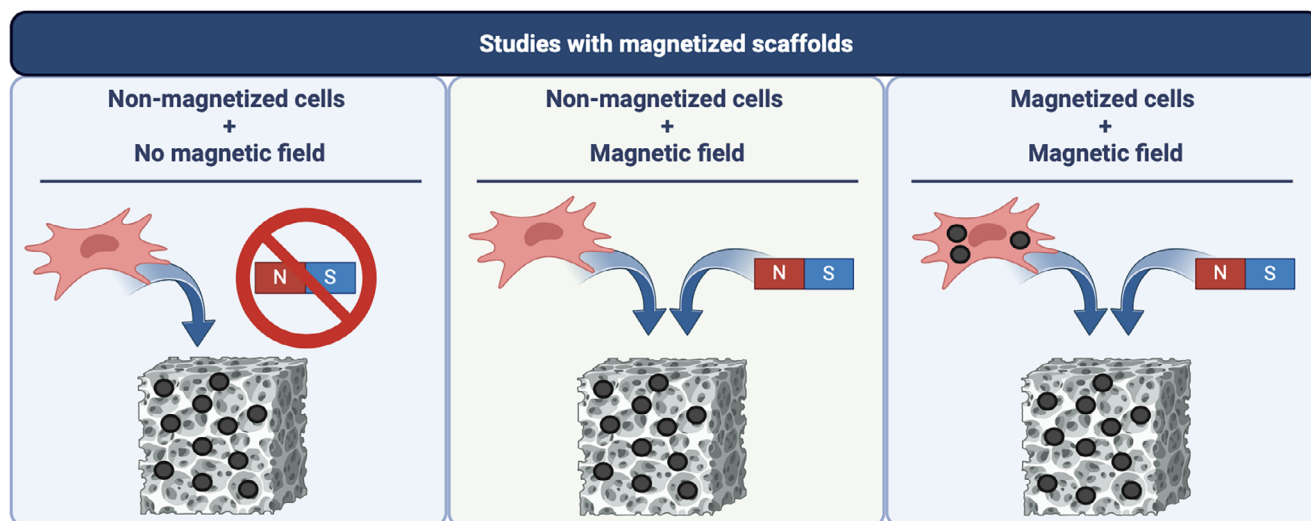 Studies with magnetized scaffolds
Non-magnetized cells
+
No magnetic field
N S
Non-magnetized cells
+
Magnetic field
N S
Magnetized cells
+
Magnetic field
N S